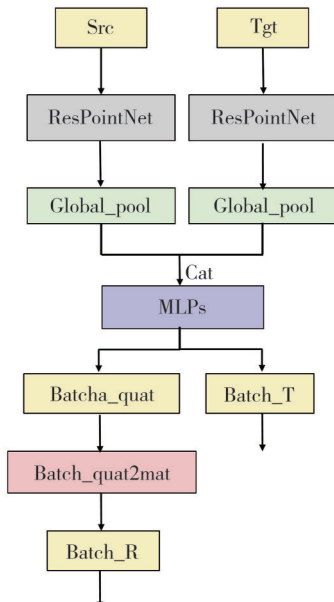 Src
Tgt
ResPointNet
ResPointNet
Global_pool
Global_pool
Cat
MLPs
Batcha_quat
Batch_T
Batch_quat2mat
Batch_R